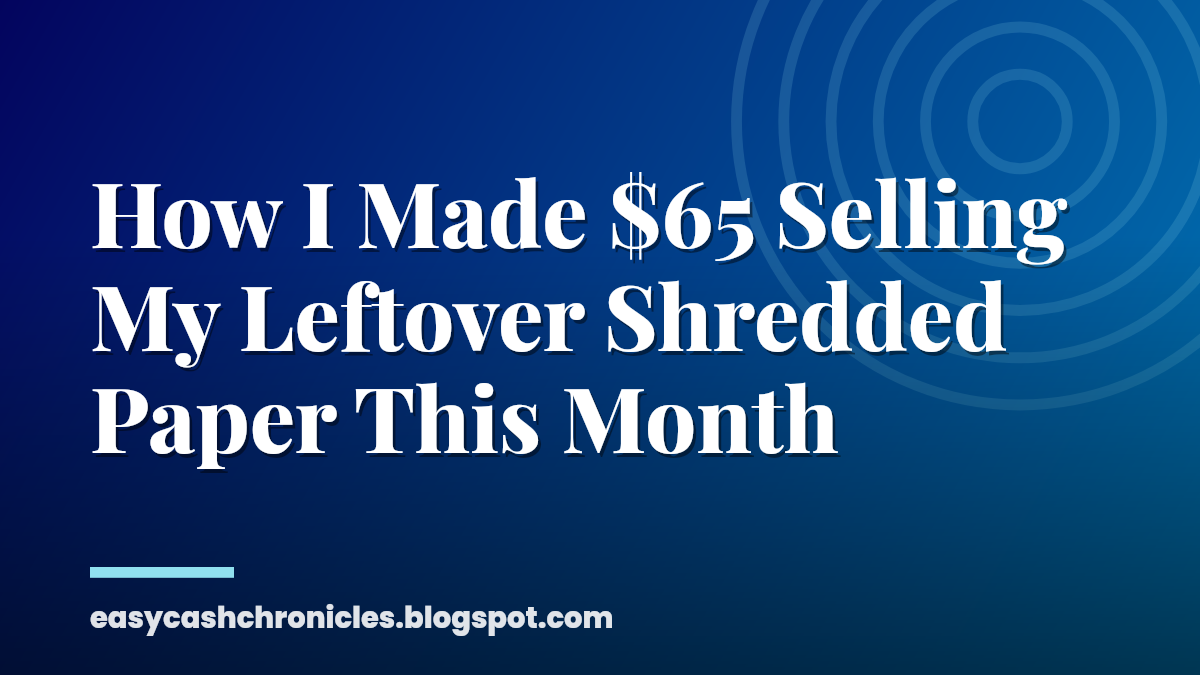 How I Made $65 Selling
My Leftover Shredded
Paper This Month
easycashchronicles.blogspot.com